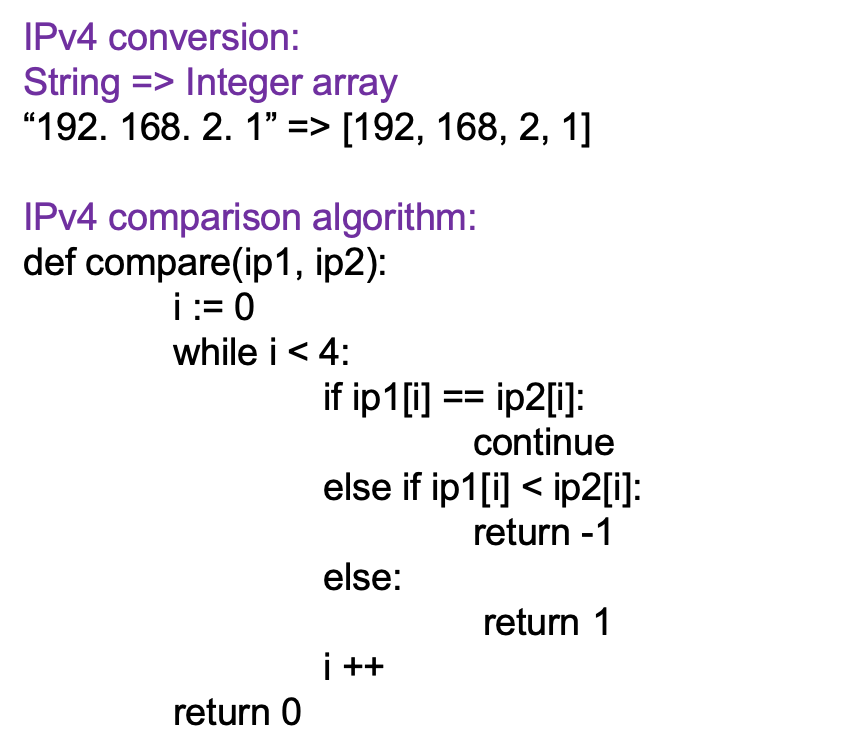 IPv4 conversion:
String => Integer array
“192. 168. 2. 1” => [192, 168, 2, 1]
IPv4 comparison algorithm:
def compare(ip1, ip2):
i := 0
while i < 4:
if ip1[i] == ip2[i]:
continue
else if ip1[i] < ip2[i]:
return -1
else:
return 1
i ++
return 0